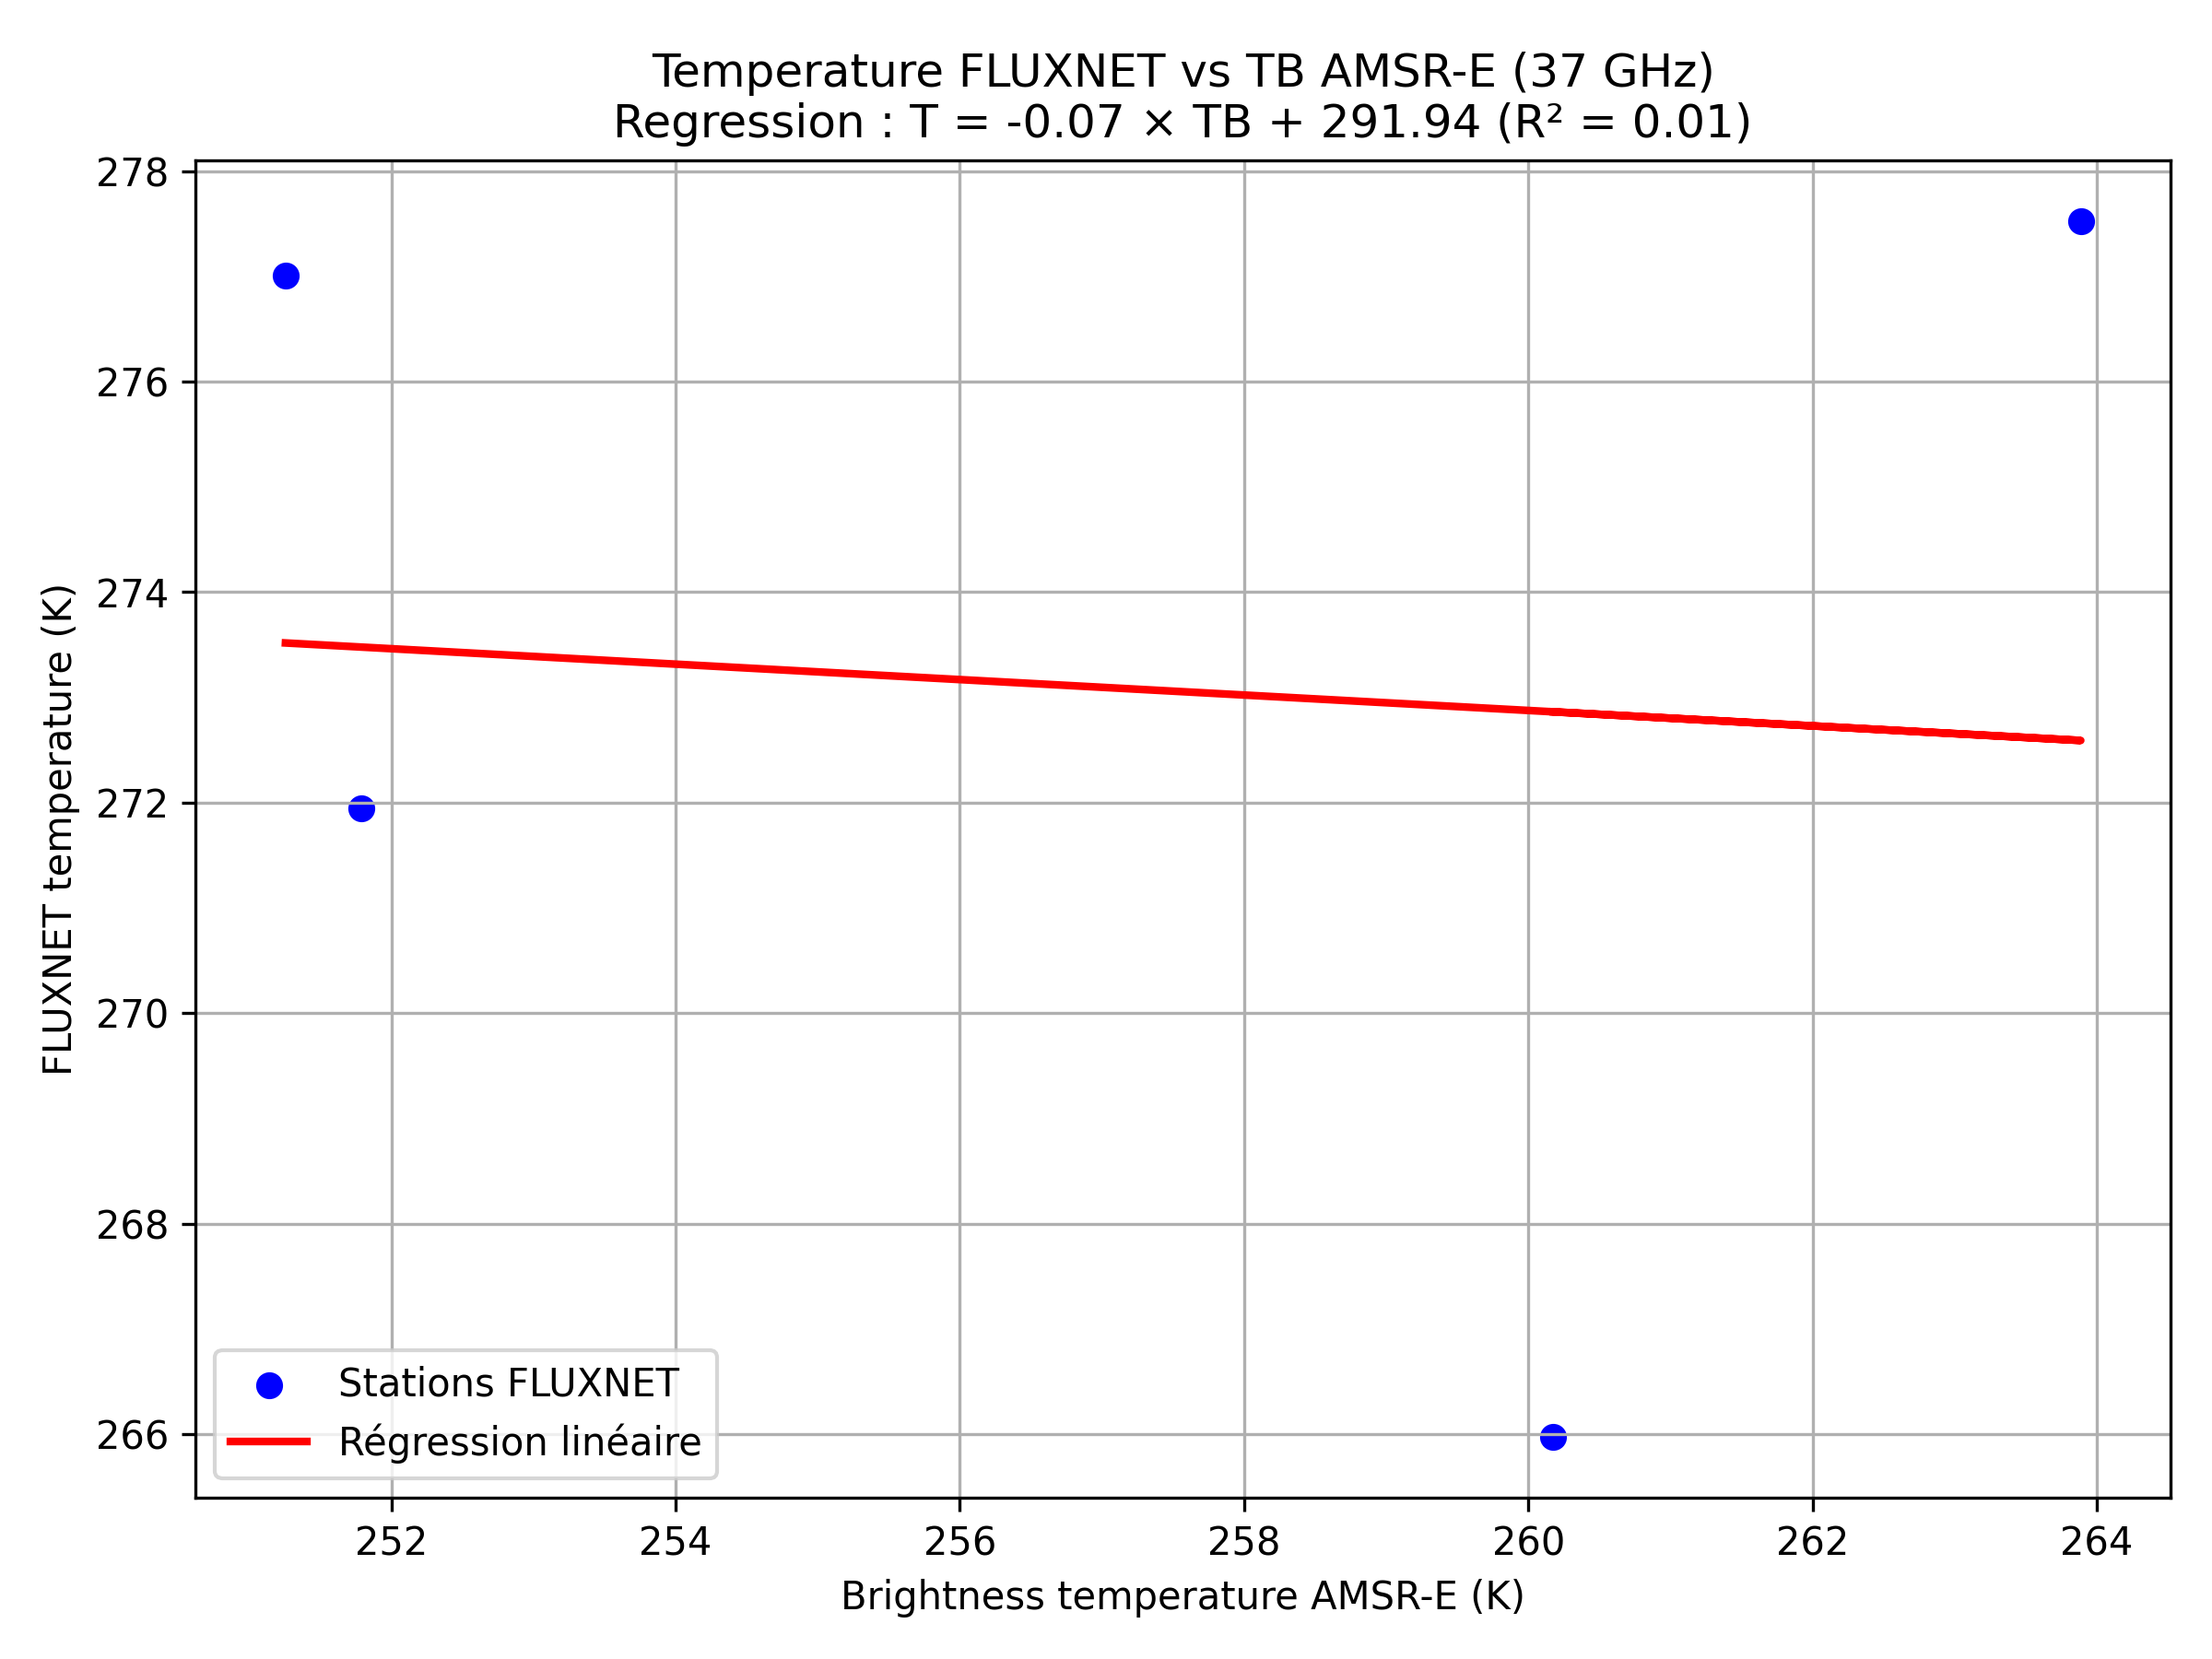 Temperature FLUXNET vs TB AMSR-E (37 GHz)
Regression : T = -0.07 × TB + 291.94 (R² = 0.01)
278
276
274
272
270
268
266
FLUXNET temperature (K)
Stations FLUXNET
Régression linéaire
252 254 256 258 260 262 264
Brightness temperature AMSR-E (K)